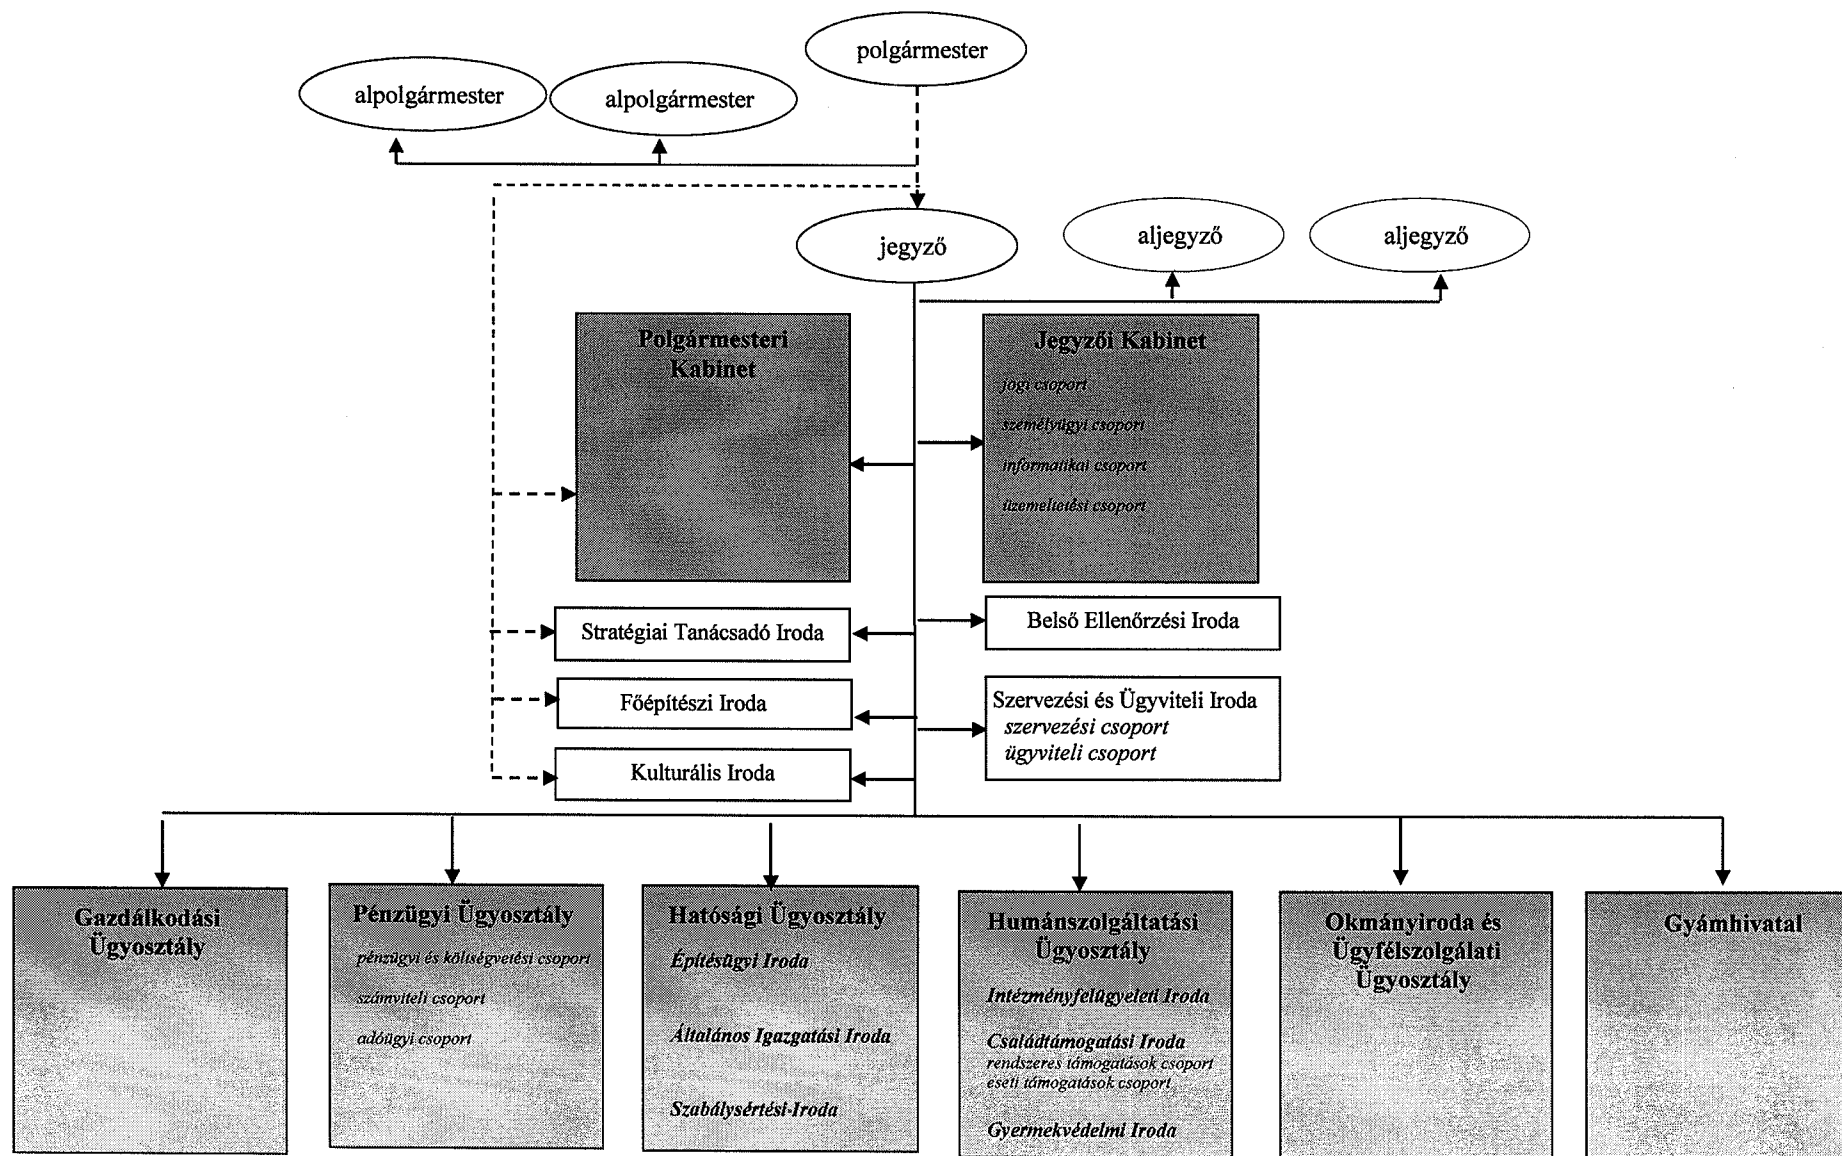 polgármester
alpolgármester
alpolgármester
jegyző
aljegyző
aljegyző
Polgármesteri
Kabinet
Jegyzői Kabinet
jogi csoport
személyügyi csoport
informatikai csoport
üzemeltetési csoport
Stratégiai Tanácsadó Iroda
Belső Ellenőrzési Iroda
Főépítészi Iroda
Szervezési és Ügyviteli Iroda
szervezési csoport
ügyviteli csoport
Kulturális Iroda
Gazdálkodási
Ügyosztály
Pénzügyi Ügyosztály
pénzügyi és költségvetési csoport
számviteli csoport
adóügyi csoport
Hatósági Ügyosztály
Építésügyi Iroda
Általános Igazgatási Iroda
Szabálysértési-Iroda
Humánszolgáltatási
Ügyosztály
Intézményfelügyeleti Iroda
Családtámogatási Iroda
rendszeres támogatások csoport
eseti támogatások csoport
Gyermekvédelmi Iroda
Okmányiroda és
Ügyfélszolgálati
Ügyosztály
Gyámhivatal